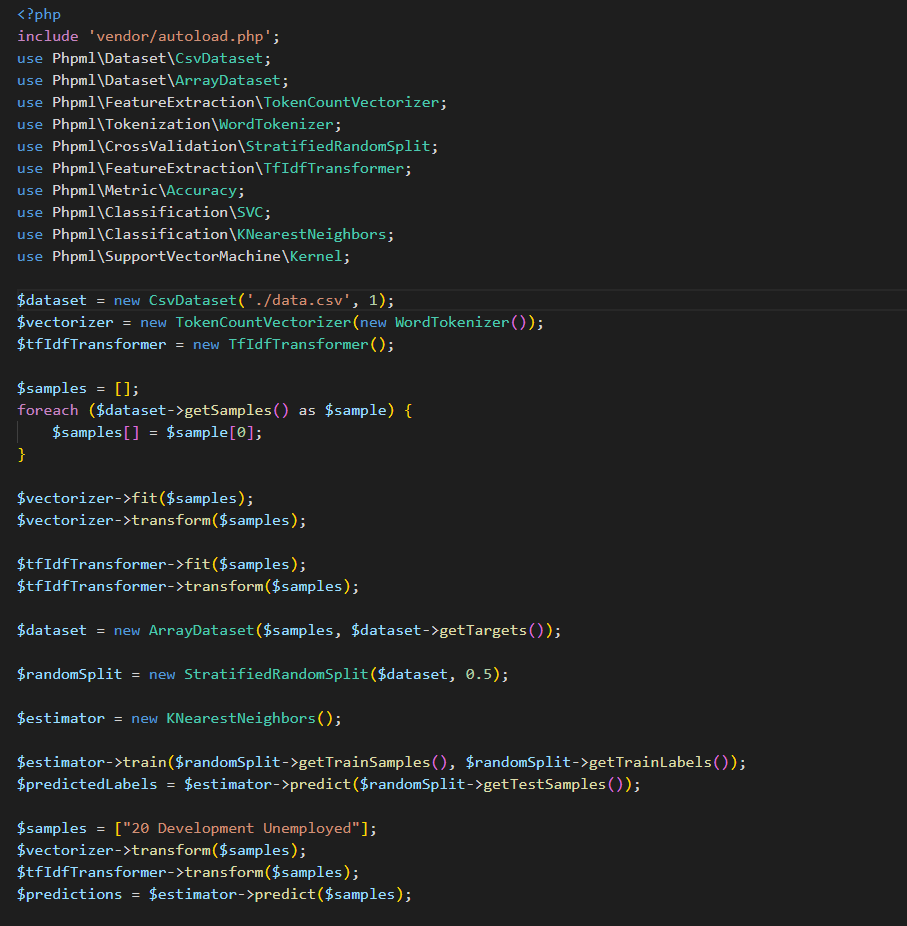 <?php
include 'vendor/autoload.php';
use Phpml\Dataset\CsvDataset;
use Phpml\Dataset\ArrayDataset;
use Phpml\FeatureExtraction\TokenCountVectorizer;
use Phpml\Tokenization\WordTokenizer;
use Phpml\CrossValidation\StratifiedRandomSplit;
use Phpml\FeatureExtraction\TfIdfTransformer;
use Phpml\Metric\Accuracy;
use Phpml\Classification\SVC;
use Phpml\Classification\KNearestNeighbors;
use Phpml\SupportVectorMachine\Kernel;

$dataset = new CsvDataset('./data.csv', 1);
$vectorizer = new TokenCountVectorizer(new WordTokenizer());
$tfIdfTransformer = new TfIdfTransformer();

$samples = [];
foreach ($dataset->getSamples() as $sample) {
    $samples[] = $sample[0];
}

$vectorizer->fit($samples);
$vectorizer->transform($samples);

$tfIdfTransformer->fit($samples);
$tfIdfTransformer->transform($samples);

$dataset = new ArrayDataset($samples, $dataset->getTargets());

$randomSplit = new StratifiedRandomSplit($dataset, 0.5);

$estimator = new KNearestNeighbors();

$estimator->train($randomSplit->getTrainSamples(), $randomSplit->getTrainLabels());
$predictedLabels = $estimator->predict($randomSplit->getTestSamples());

$samples = ["20 Development Unemployed"];
$vectorizer->transform($samples);
$tfIdfTransformer->transform($samples);
$predictions = $estimator->predict($samples);